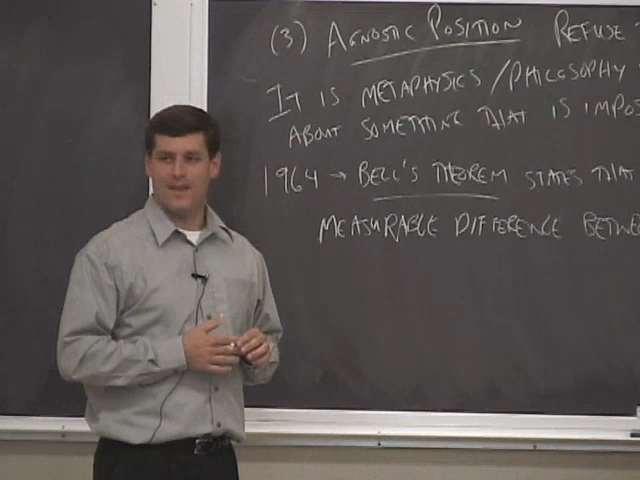 (3) AGNOSTIC POSITION REFUSE
IT IS METAPHYSICS/PHILOSOPHY
ABOUT SOMETHING THAT IS IMPOS
1964 → BELL'S THEOREM STATES THAT
MEASURABLE DIFFERENCE BETWE